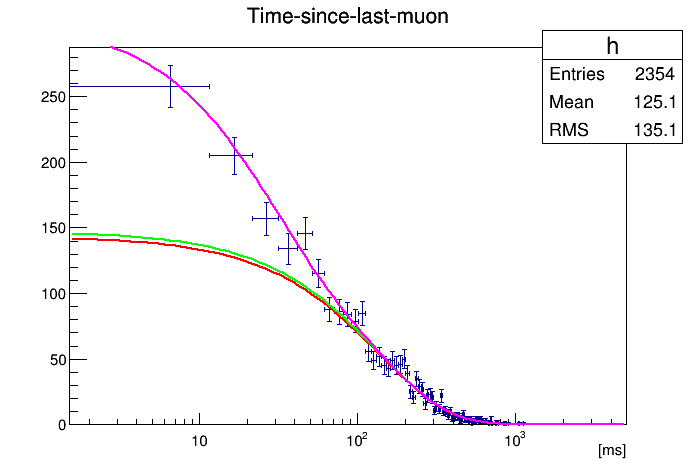 Time-since-last-muon
h
Entries 2354
Mean 125.1
RMS 135.1
250
200
150
100
50
0
10 10² 10³
[ms]